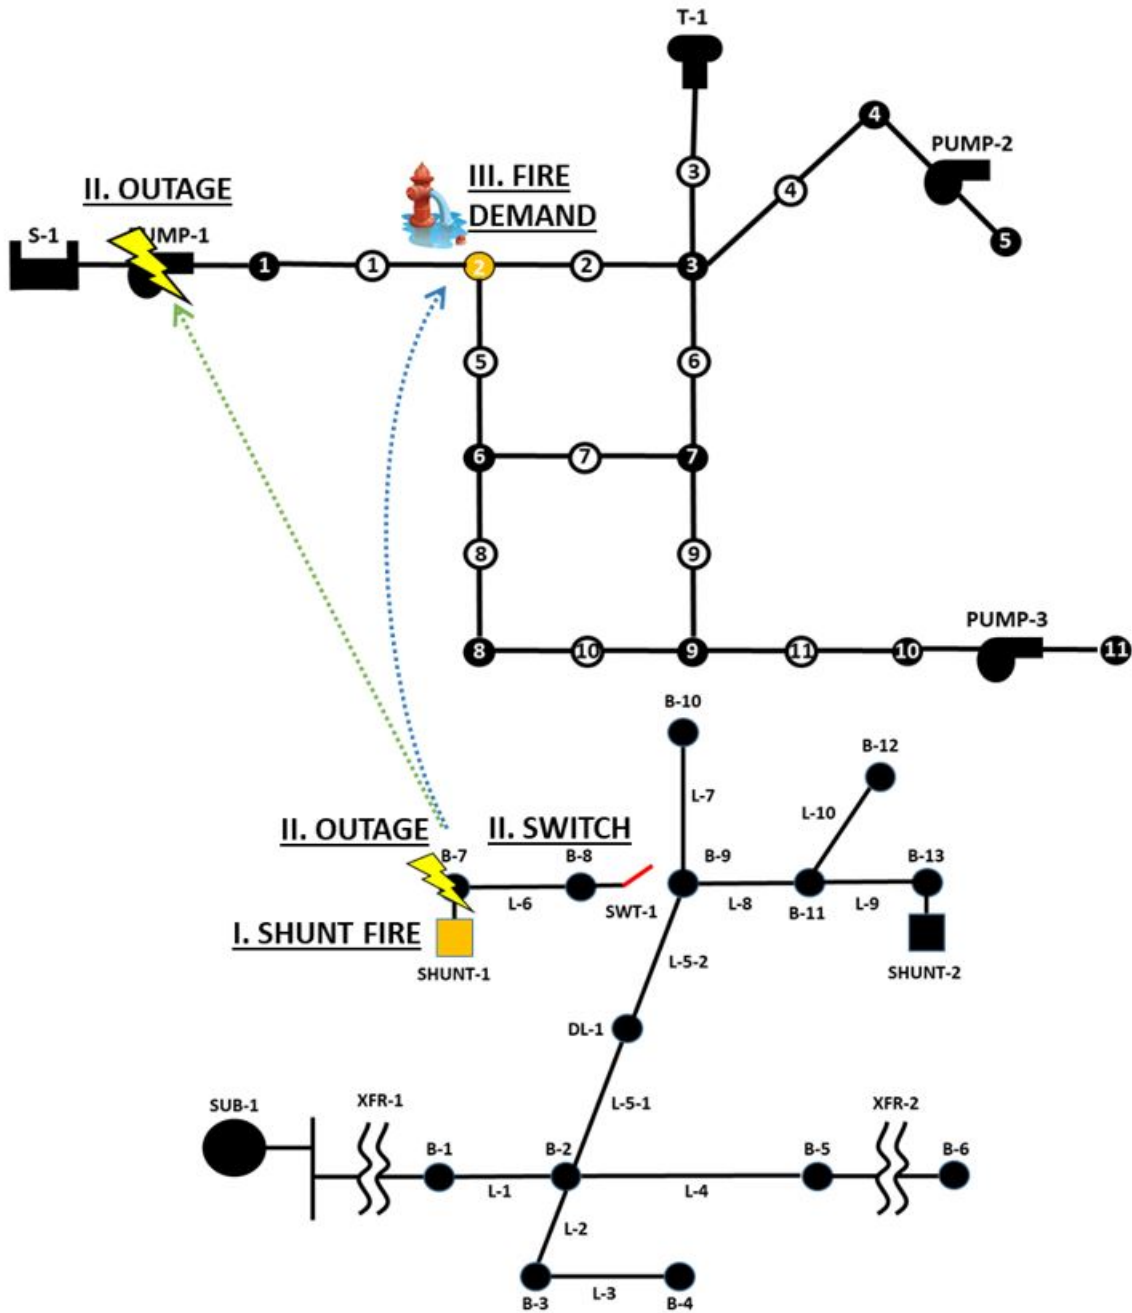 T-1
4
PUMP-2
II. OUTAGE
III. FIRE
DEMAND
3
4
S-1
UMP-1
5
1
1
2
2
3
5
6
6
7
7
8
9
PUMP-3
8
10
9
11
10
11
B-10
B-12
L-7
L-10
II. OUTAGE
II. SWITCH
B-7
B-8
B-9
B-13
L-6
SWT-1
L-8
B-11
L-9
I. SHUNT FIRE
SHUNT-1
L-5-2
SHUNT-2
DL-1
SUB-1
XFR-1
L-5-1
XFR-2
B-1
B-2
B-5
B-6
L-1
L-4
L-2
B-3
L-3
B-4